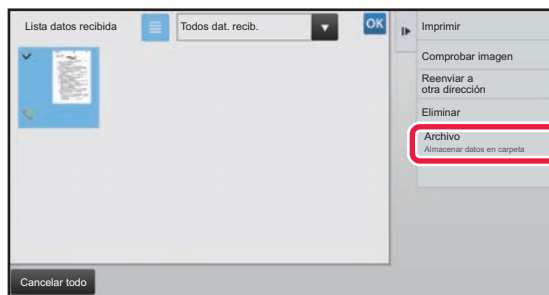 Lista datos recibida
Todos dat. recib.
OK
Imprimir
Comprobar imagen
Reenviar a
otra dirección
Eliminar
Archivo
Almacenar datos en carpeta
Cancelar todo